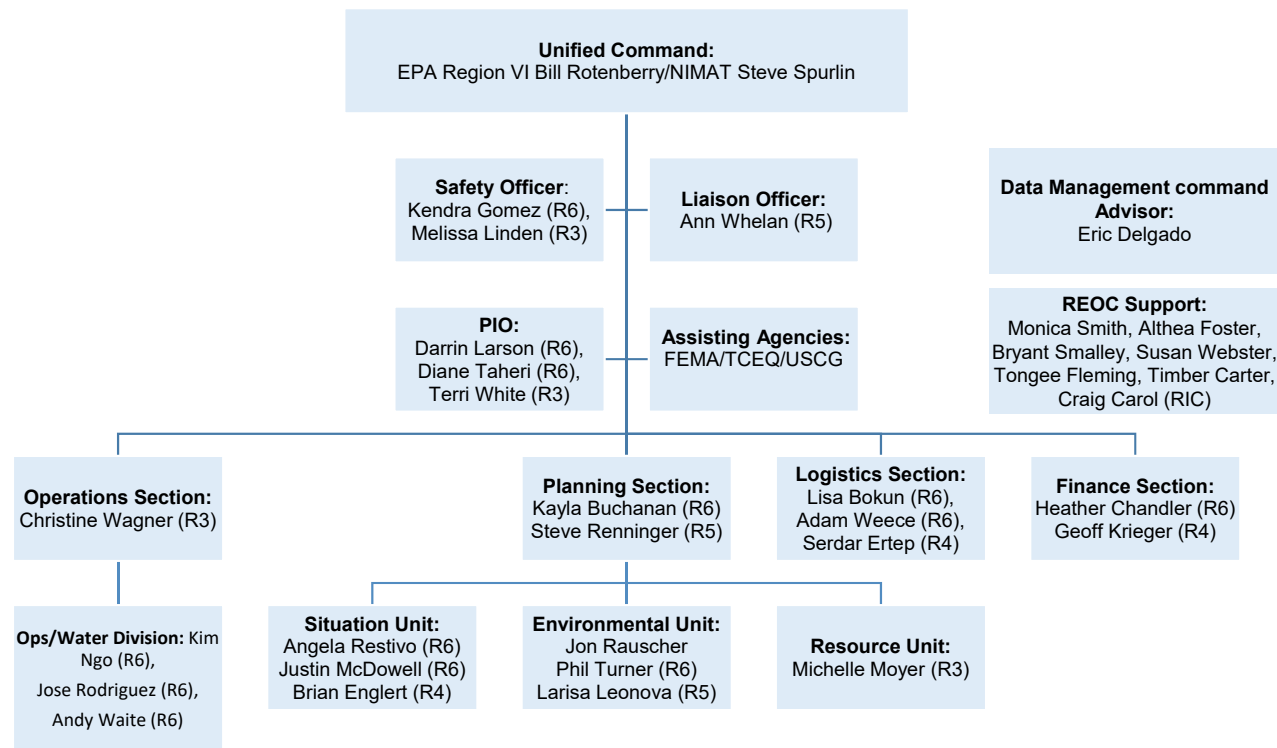 Unified Command:
EPA Region VI Bill Rotenberry/NIMAT Steve Spurlin
Safety Officer:
Kendra Gomez (R6),
Melissa Linden (R3)
Liaison Officer:
Ann Whelan (R5)
Data Management command
Advisor:
Eric Delgado
PIO:
Darrin Larson (R6),
Diane Taheri (R6),
Terri White (R3)
Assisting Agencies:
FEMA/TCEQ/USCG
REOC Support:
Monica Smith, Althea Foster,
Bryant Smalley, Susan Webster,
Tongee Fleming, Timber Carter,
Craig Carol (RIC)
Operations Section:
Christine Wagner (R3)
Planning Section:
Kayla Buchanan (R6)
Steve Renninger (R5)
Logistics Section:
Lisa Bokun (R6),
Adam Weece (R6),
Serdar Ertep (R4)
Finance Section:
Heather Chandler (R6)
Geoff Krieger (R4)
Ops/Water Division: Kim
Ngo (R6),
Jose Rodriguez (R6),
Andy Waite (R6)
Situation Unit:
Angela Restivo (R6)
Justin McDowell (R6)
Brian Englert (R4)
Environmental Unit:
Jon Rauscher
Phil Turner (R6)
Larisa Leonova (R5)
Resource Unit:
Michelle Moyer (R3)